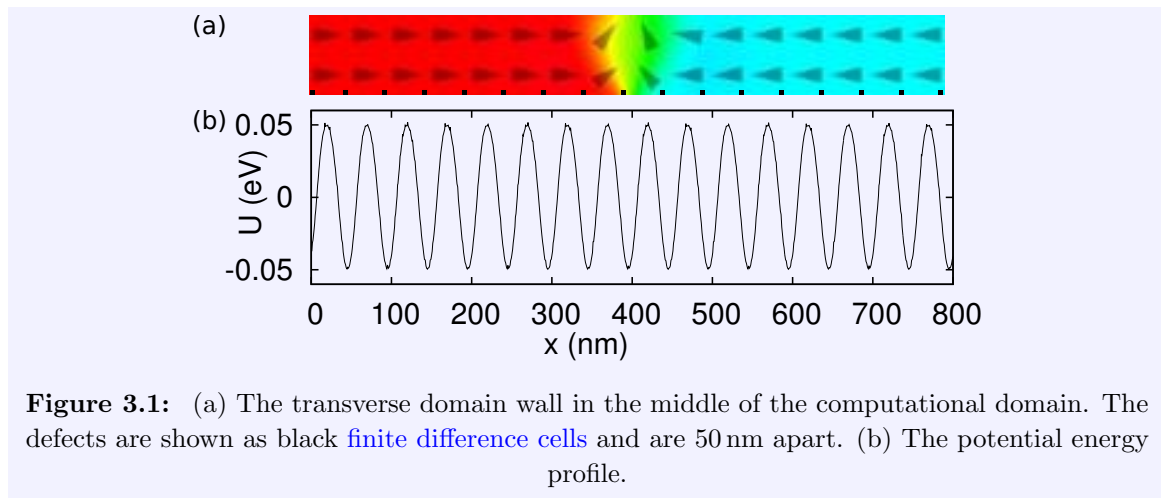 (a)
(b)
0.05
0
-0.05
U (eV)
0 100 200 300 400 500 600 700 800
x (nm)
Figure 3.1: (a) The transverse domain wall in the middle of the computational domain. The
defects are shown as black finite difference cells and are 50 nm apart. (b) The potential energy
profile.